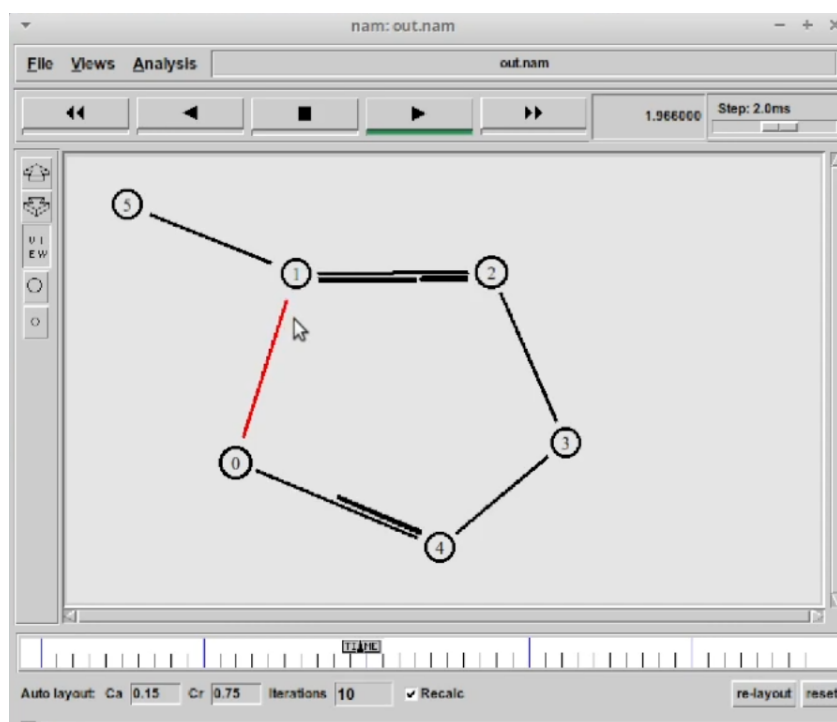 nam: out.nam
File Views Analysis out.nam
1.966000 Step: 2.0ms
5
1 2
VIEW
3
0
4
TIME
Auto layout: Ca 0.15 Cr 0.75 Iterations 10 Recalc re-layout reset